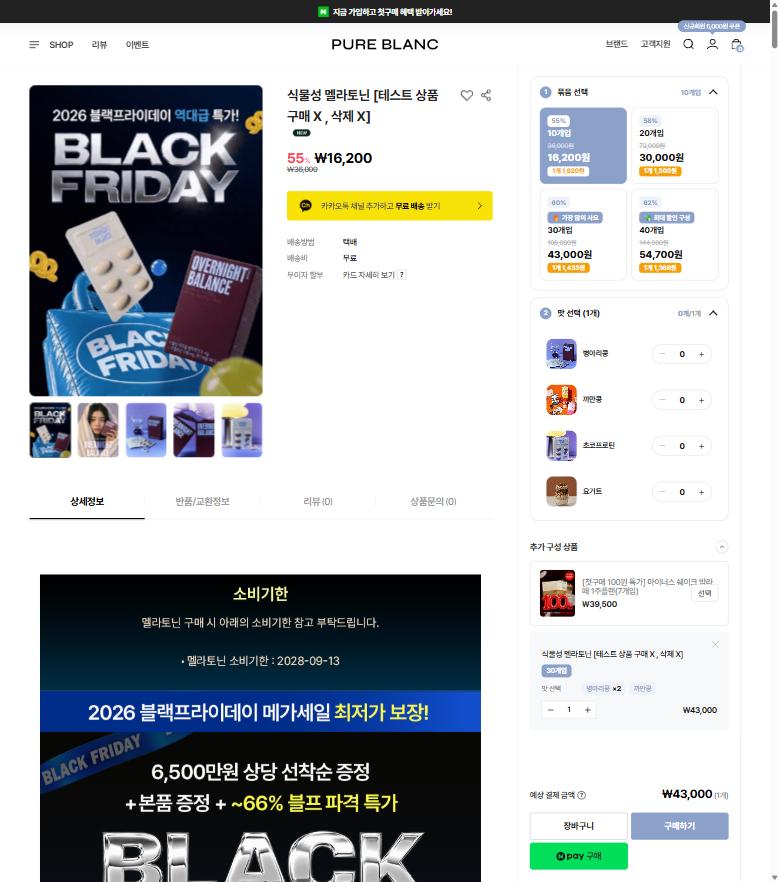 N 지금 가입하고 첫구매 혜택 받아가세요!
신규회원 5,000원 쿠폰
SHOP 리뷰 이벤트
PURE BLANC
브랜드 고객지원
2026 블랙프라이데이 역대급 특가!
BLACK
FRIDAY
OVERNIGHT
BALANCE
BLACK
FRIDAY
식물성 멜라토닌 [테스트 상품
구매 X , 삭제 X]
NEW
55% ₩16,200
₩36,000
카카오톡 채널 추가하고 무료 배송 받기
배송방법 택배
배송비 무료
무이자 할부 카드 자세히 보기 ?
상세정보 반품/교환정보 리뷰 (0) 상품문의 (0)
소비기한
멜라토닌 구매 시 아래의 소비기한 참고 부탁드립니다.
• 멜라토닌 소비기한 : 2028-09-13
2026 블랙프라이데이 메가세일 최저가 보장!
BLACK FRIDAY
6,500만원 상당 선착순 증정
+본품 증정 + ~66% 블프 파격 특가
BLACK
1 묶음 선택 10개입
55%
10개입
36,000원
16,200원
1개 1,620원
58%
20개입
72,000원
30,000원
1개 1,500원
60%
가장 많이 사요
30개입
108,000원
43,000원
1개 1,433원
62%
최대 할인 구성
40개입
144,000원
54,700원
1개 1,368원
2 맛 선택 (1개) 0개/1개
병아리콩 − 0 +
까만콩 − 0 +
초코프로틴 − 0 +
요거트 − 0 +
추가 구성 상품
[첫구매 100원 특가] 마이너스 쉐이크
1주플랜(7개입)
₩39,500
선택
식물성 멜라토닌 [테스트 상품 구매 X , 삭제 X]
30개입
맛 선택 병아리콩 ×2 까만콩
− 1 + ₩43,000
예상 결제 금액 ? ₩43,000 (1개)
장바구니 구매하기
N pay 구매